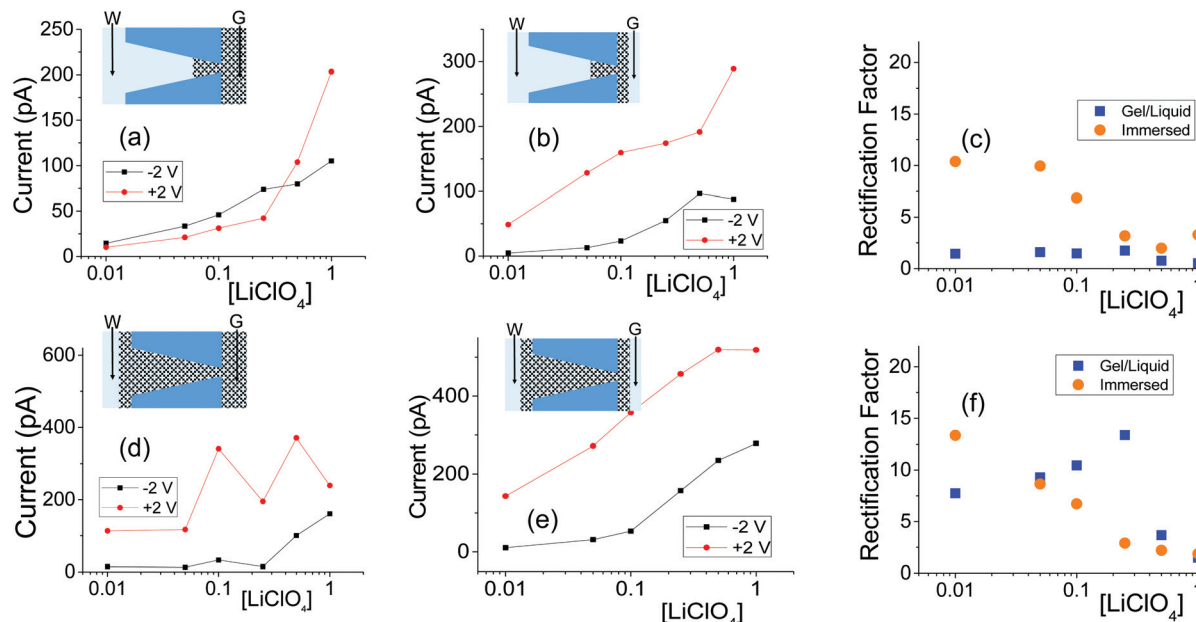 W
G
250
200
150
100
50
0
Current (pA)
(a)
-2 V
+2 V
0.01
0.1
1
[LiClO₄]
W
G
300
200
100
0
Current (pA)
(b)
-2 V
+2 V
0.01
0.1
1
[LiClO₄]
20
15
10
5
0
Rectification Factor
Gel/Liquid
Immersed
(c)
0.01
0.1
1
[LiClO₄]
W
G
600
400
200
0
Current (pA)
(d)
-2 V
+2 V
0.01
0.1
1
[LiClO₄]
W
G
400
200
0
Current (pA)
(e)
-2 V
+2 V
0.01
0.1
1
[LiClO₄]
20
15
10
5
0
Rectification Factor
Gel/Liquid
Immersed
(f)
0.01
0.1
1
[LiClO₄]